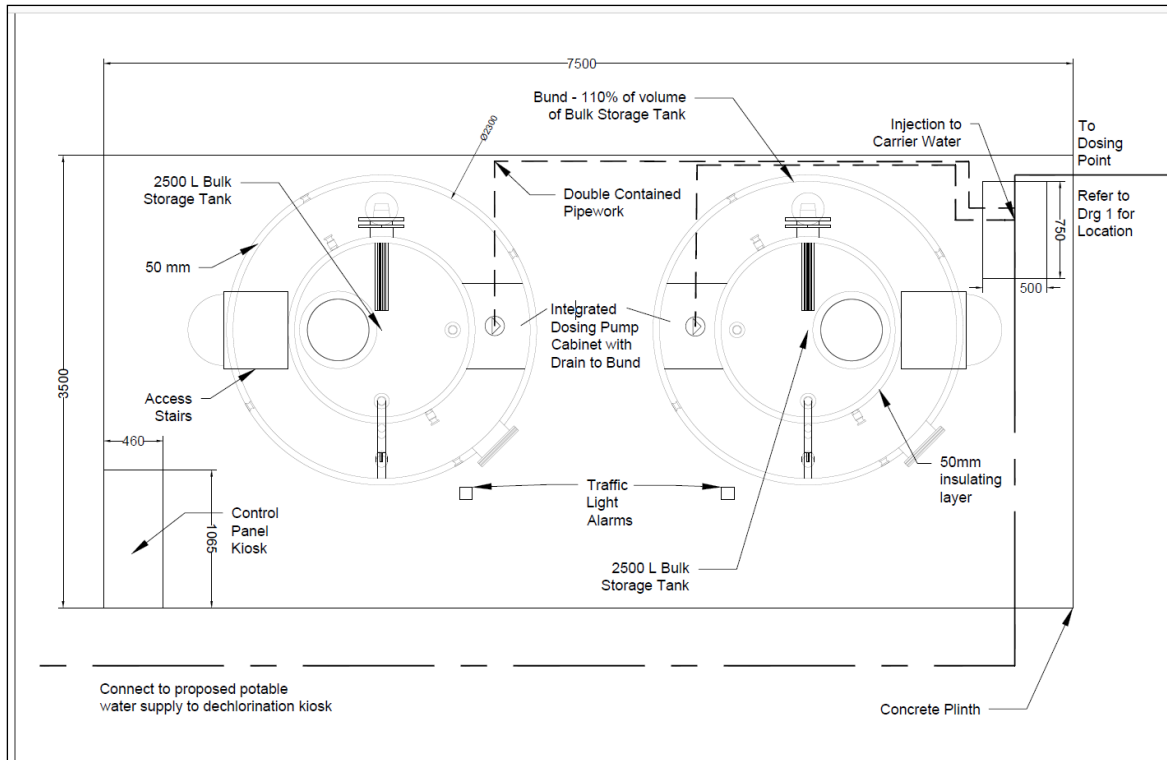 7500
Bund - 110% of volume
of Bulk Storage Tank
Injection to
Carrier Water
To
Dosing
Point
Ø2300
2500 L Bulk
Storage Tank
Double Contained
Pipework
Refer to
Drg 1 for
Location
750
500
50 mm
3500
Integrated
Dosing Pump
Cabinet with
Drain to Bund
Access
Stairs
460
50mm
insulating
layer
Traffic
Light
Alarms
Control
Panel
Kiosk
1065
2500 L Bulk
Storage Tank
Connect to proposed potable
water supply to dechlorination kiosk
Concrete Plinth